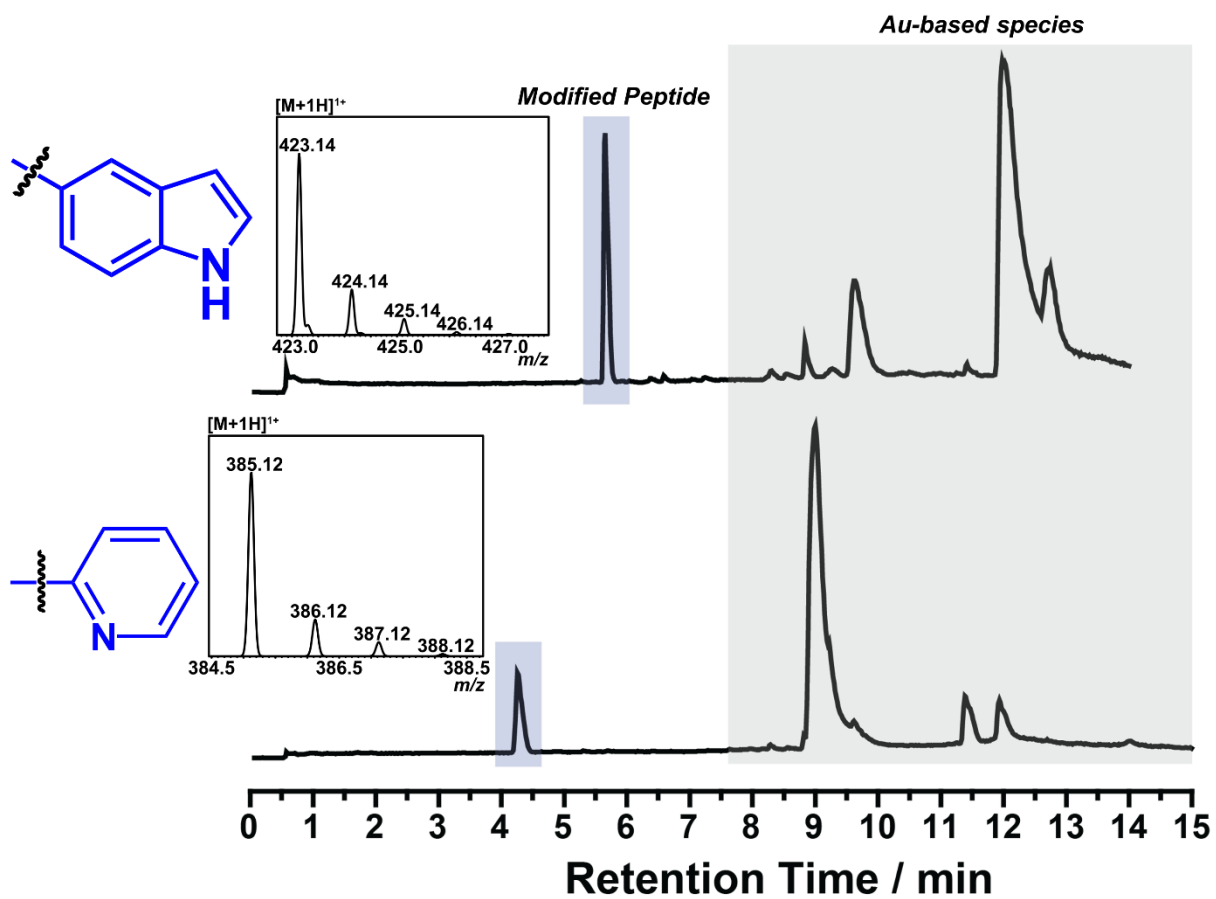 Au-based species
Modified Peptide
[M+1H]¹⁺
423.14
424.14
425.14
426.14
423.0 425.0 427.0
m/z
N
H
[M+1H]¹⁺
385.12
386.12
387.12
388.12
384.5 386.5 388.5
m/z
N
0 1 2 3 4 5 6 7 8 9 10 11 12 13 14 15
Retention Time / min